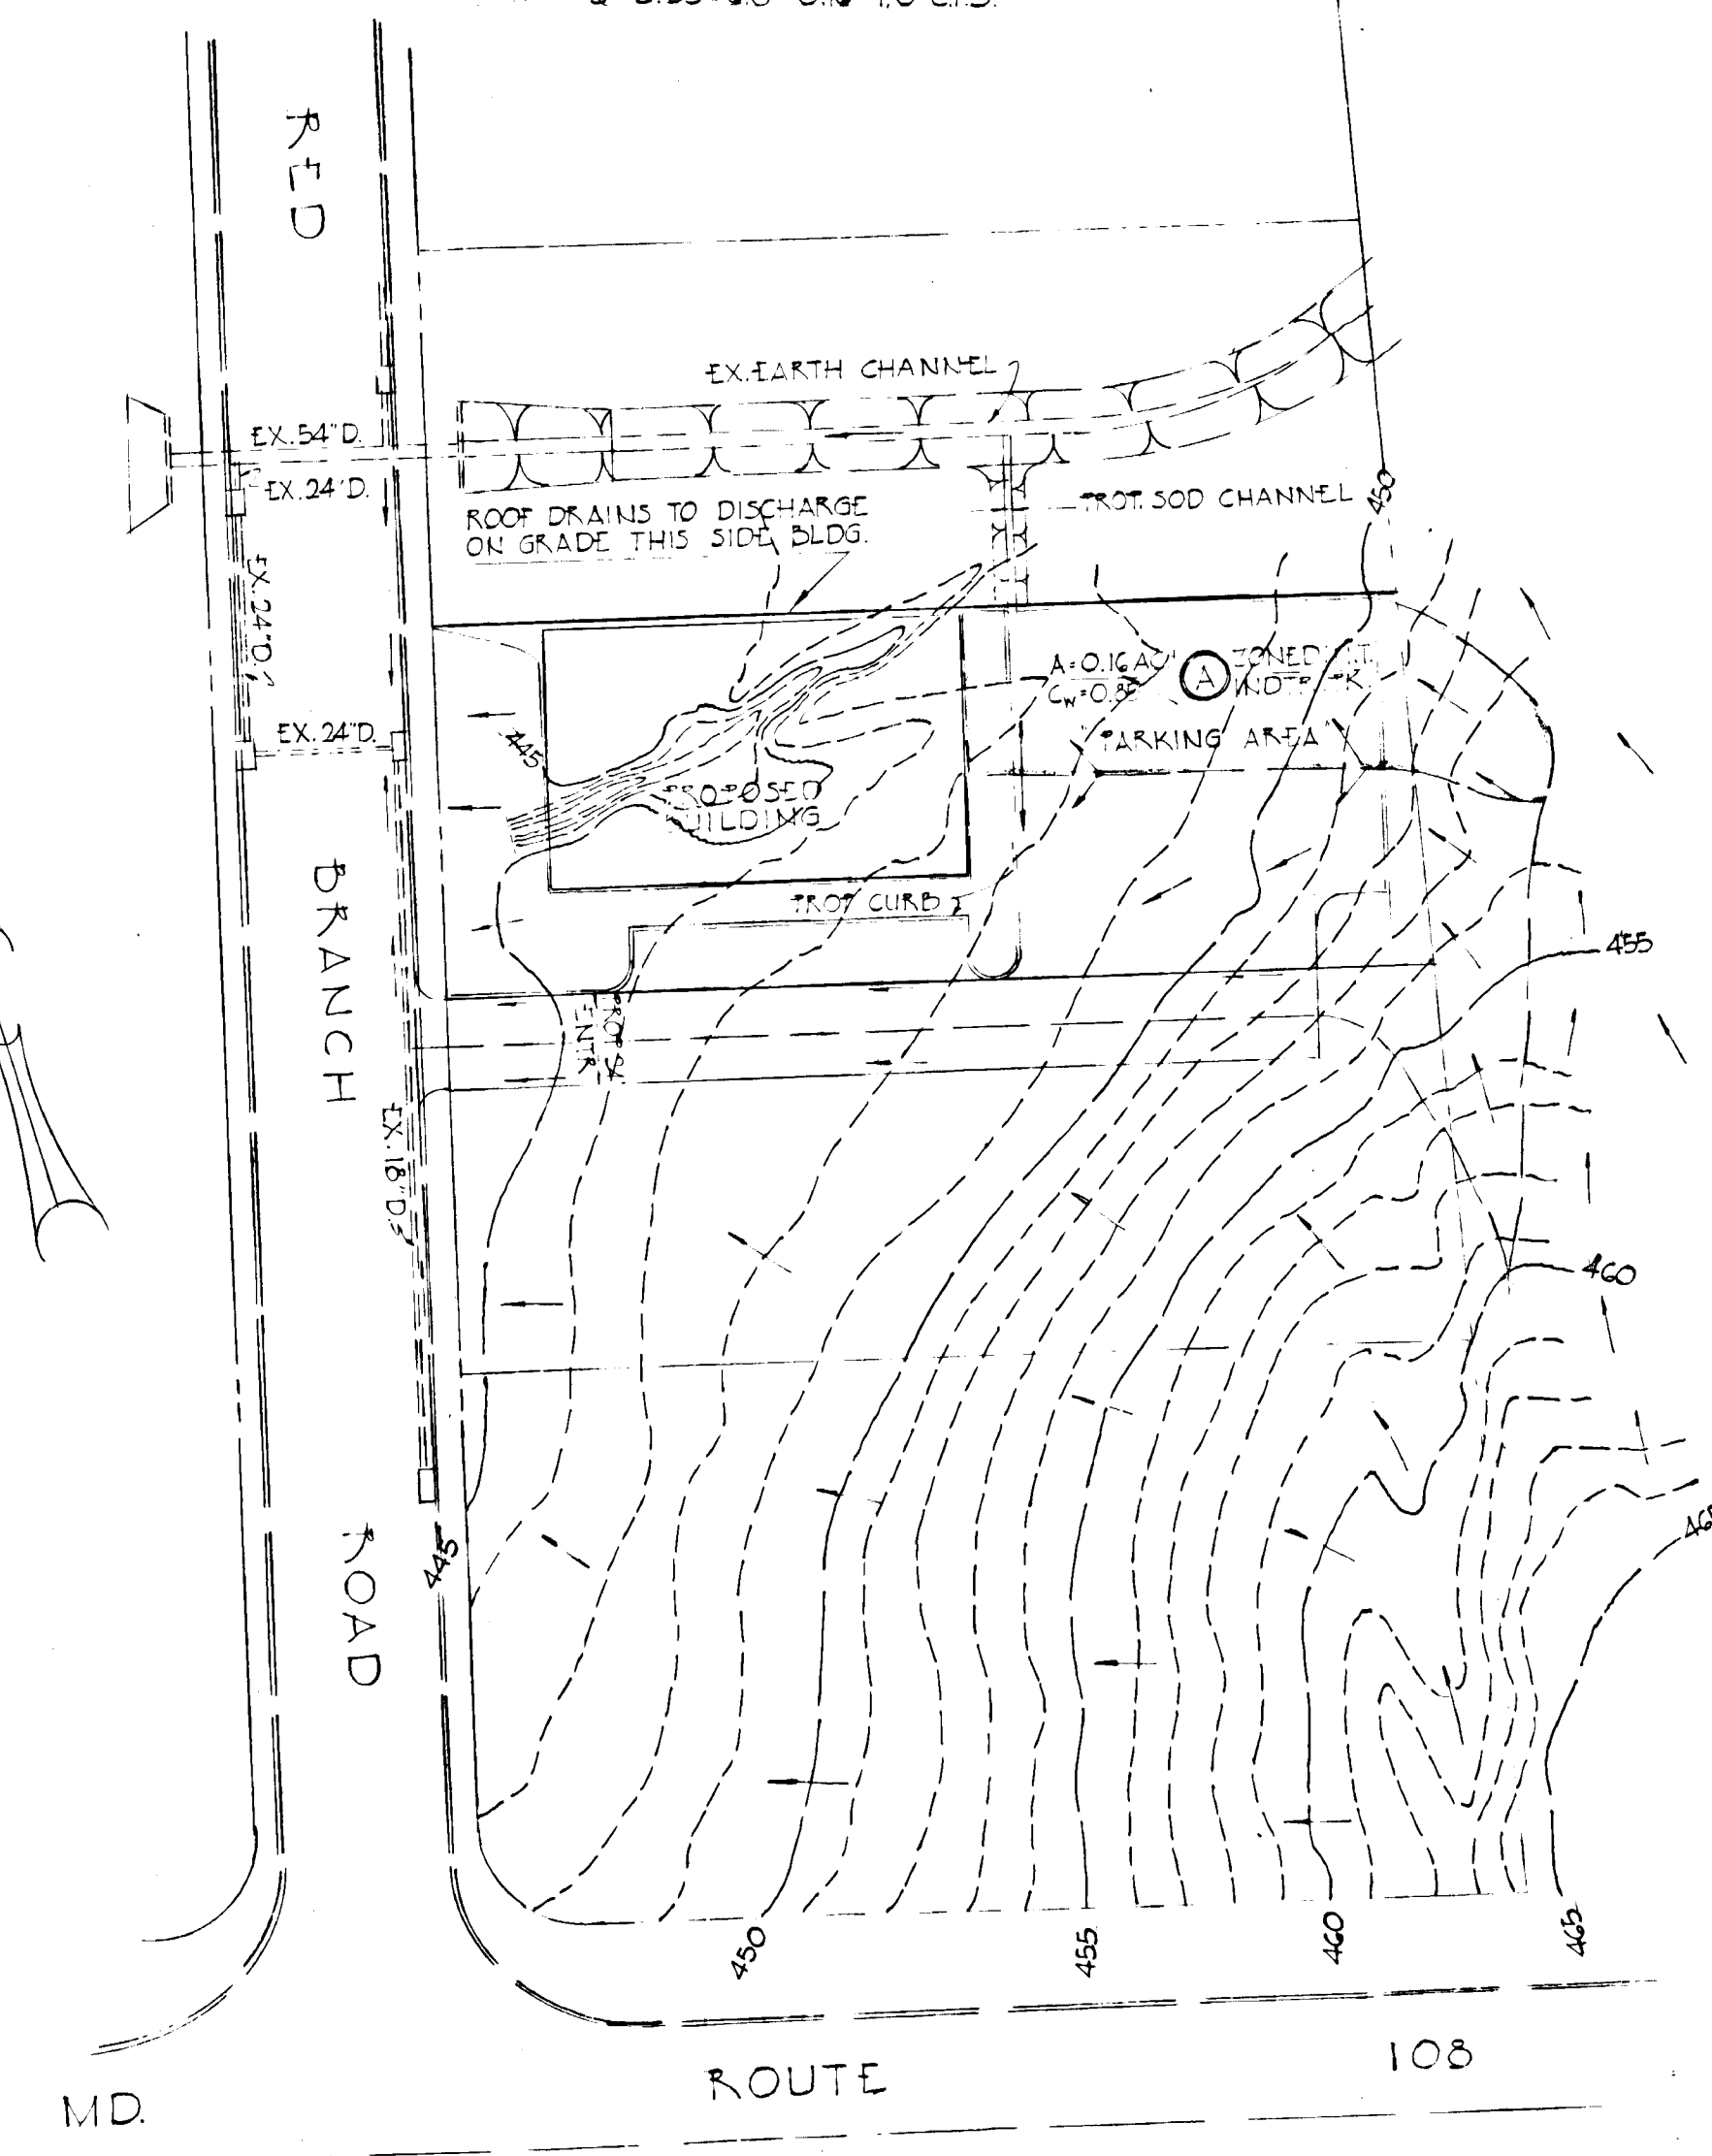 RED
EX. EARTH CHANNEL
EX. 54" D.
EX. 24" D.
ROOF DRAINS TO DISCHARGE
ON GRADE THIS SIDE BLDG.
PROP. SOD CHANNEL
450
EX. 24" D.
A = 0.16 AC
A
ZONED
PARKING AREA
EX. 24" D.
445
PROPOSED
BUILDING
PROP CURB
BRANCH
455
PROP
ENTR.
EX. 18" D.
460
ROAD
445
450
455
460
465
ROUTE
108
MD.